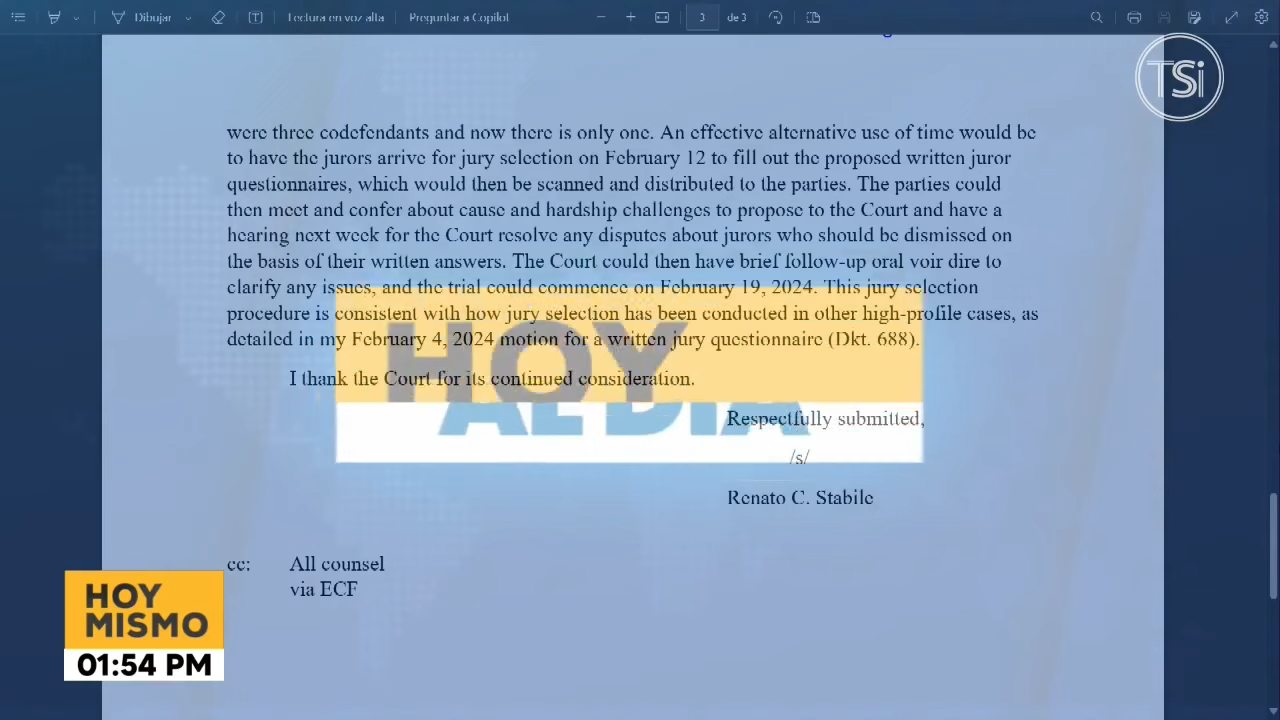 Dibujar
Lectura en voz alta
Preguntar a Copilot
3
de 3
TSi
were three codefendants and now there is only one. An effective alternative use of time would be
to have the jurors arrive for jury selection on February 12 to fill out the proposed written juror
questionnaires, which would then be scanned and distributed to the parties. The parties could
then meet and confer about cause and hardship challenges to propose to the Court and have a
hearing next week for the Court resolve any disputes about jurors who should be dismissed on
the basis of their written answers. The Court could then have brief follow-up oral voir dire to
clarify any issues, and the trial could commence on February 19, 2024. This jury selection
procedure is consistent with how jury selection has been conducted in other high-profile cases, as
detailed in my February 4, 2024 motion for a written jury questionnaire (Dkt. 688).
I thank the Court for its continued consideration.
HOY
AL DIA
Respectfully submitted,
/s/
Renato C. Stabile
cc: All counsel
via ECF
HOY
MISMO
01:54 PM